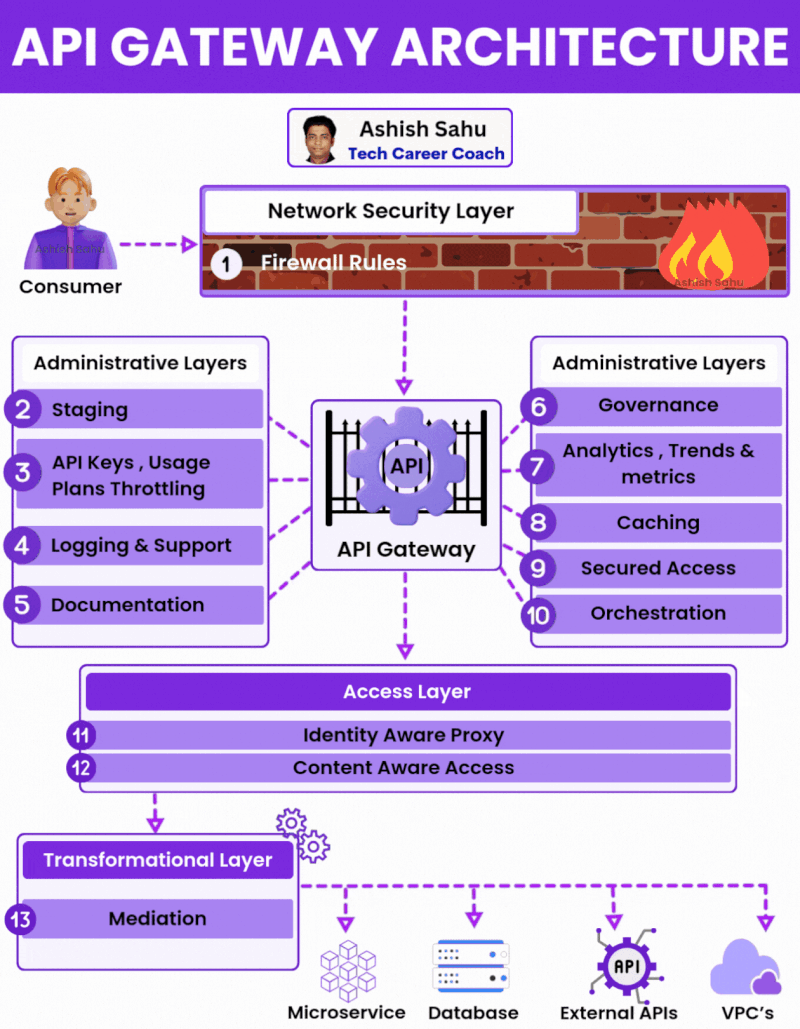 API GATEWAY ARCHITECTURE
Ashish Sahu
Tech Career Coach
Consumer
Network Security Layer
1 Firewall Rules
Ashish Sahu
Administrative Layers
2 Staging
3 API Keys , Usage
Plans Throttling
4 Logging & Support
5 Documentation
API
API Gateway
Administrative Layers
6 Governance
7 Analytics , Trends &
metrics
8 Caching
9 Secured Access
10 Orchestration
Access Layer
11 Identity Aware Proxy
12 Content Aware Access
Transformational Layer
13 Mediation
Microservice
Database
API
External APIs
VPC's